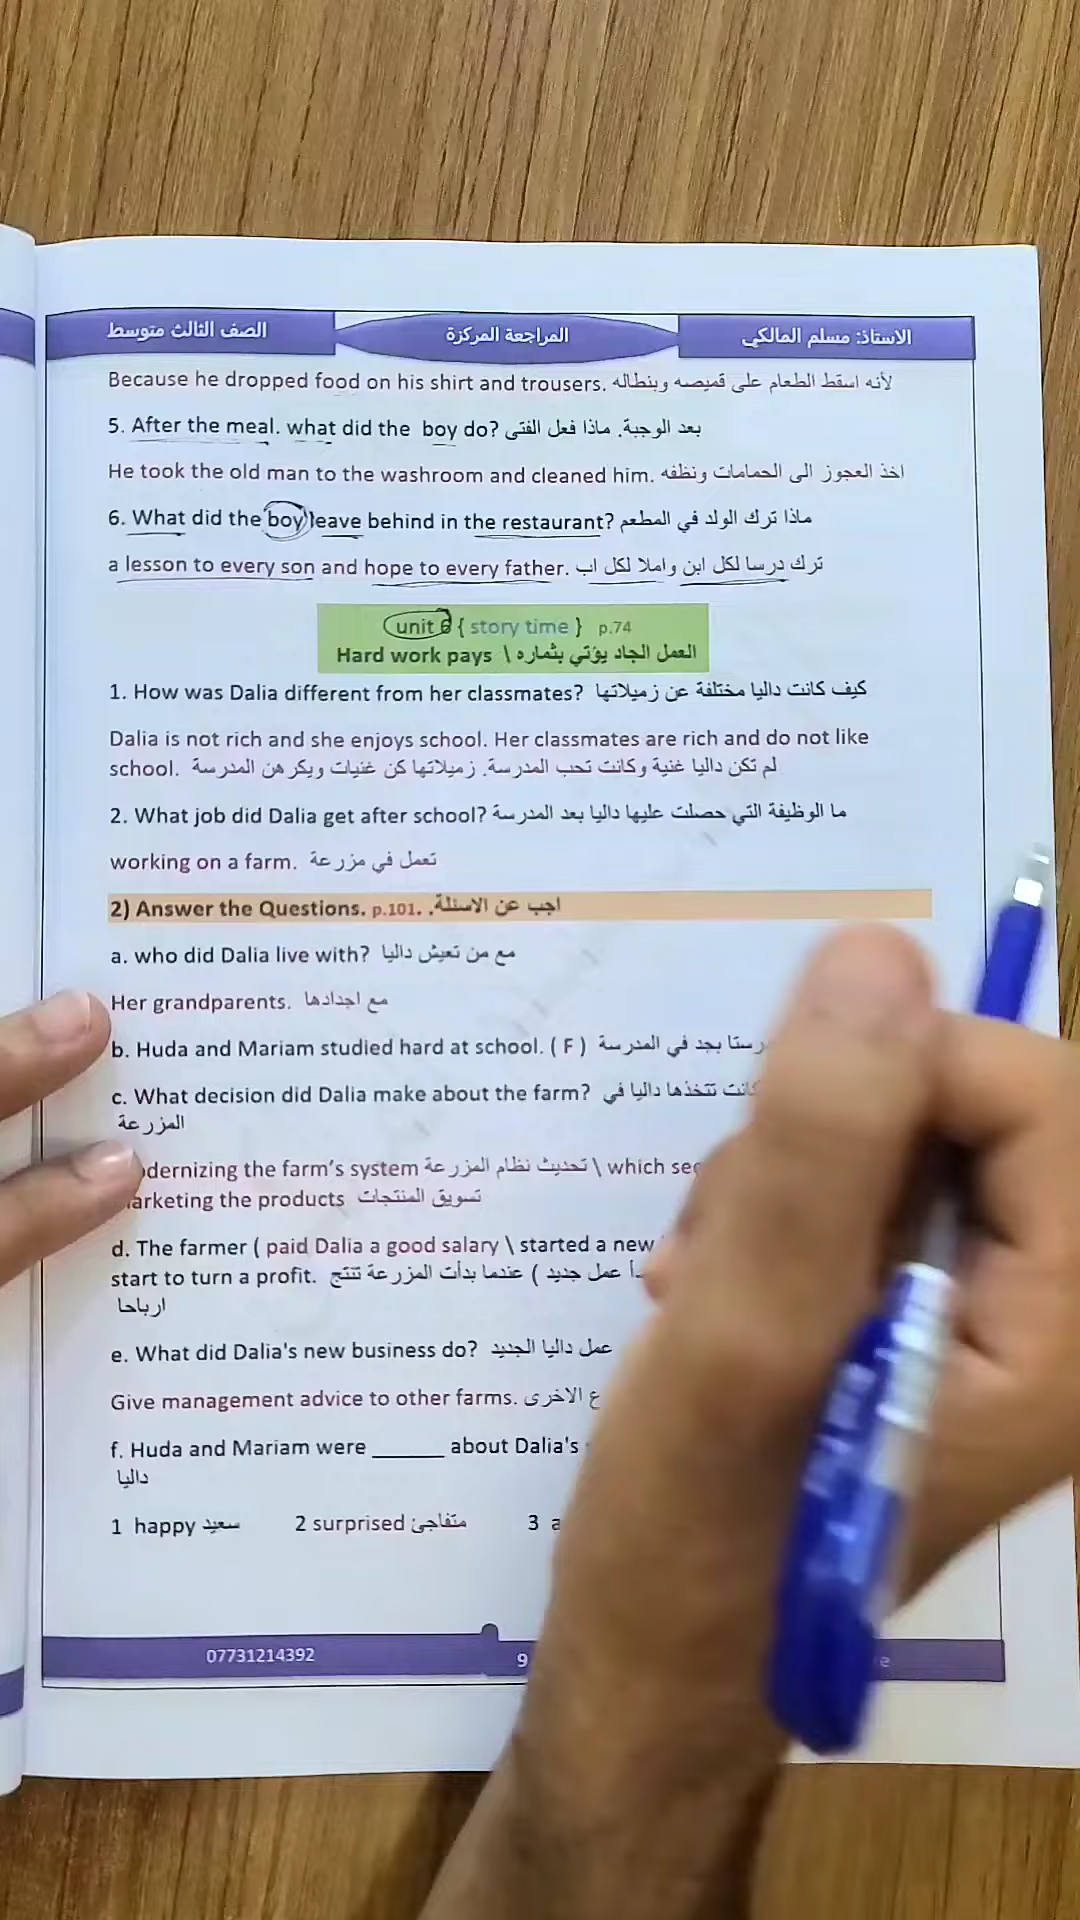 الاستاذ: مسلم المالكي المراجعة المركزة الصف الثالث متوسط
Because he dropped food on his shirt and trousers. لأنه اسقط الطعام على قميصه وبنطاله
5. After the meal. what did the boy do? بعد الوجبة. ماذا فعل الفتى
He took the old man to the washroom and cleaned him. اخذ العجوز الى الحمامات ونظفه
6. What did the boy leave behind in the restaurant? ماذا ترك الولد في المطعم
a lesson to every son and hope to every father. ترك درسا لكل ابن واملا لكل اب
unit 6 { story time } p.74
Hard work pays \ العمل الجاد يؤتي بثماره
1. How was Dalia different from her classmates? كيف كانت داليا مختلفة عن زميلاتها
Dalia is not rich and she enjoys school. Her classmates are rich and do not like
school. لم تكن داليا غنية وكانت تحب المدرسة. زميلاتها كن غنيات ويكرهن المدرسة
2. What job did Dalia get after school? ما الوظيفة التي حصلت عليها داليا بعد المدرسة
working on a farm. تعمل في مزرعة
2) Answer the Questions. p.101. اجب عن الاسئلة.
a. who did Dalia live with? مع من تعيش داليا
Her grandparents. مع اجدادها
b. Huda and Mariam studied hard at school. ( F ) بجد في المدرسة
c. What decision did Dalia make about the farm? كانت تتخذها داليا في
المزرعة
the farm's system تحديث نظام المزرعة \ which
the products تسويق المنتجات
d. The farmer ( paid Dalia a good salary \ started a new
start to turn a profit. عمل جديد ) عندما بدأت المزرعة تنتج
ارباحا
e. What did Dalia's new business do? عمل داليا الجديد
Give management advice to other farms. الاخرى
f. Huda and Mariam were ______ about Dalia's
داليا
1 happy سعيد 2 surprised متفاجئ 3
07731214392 9